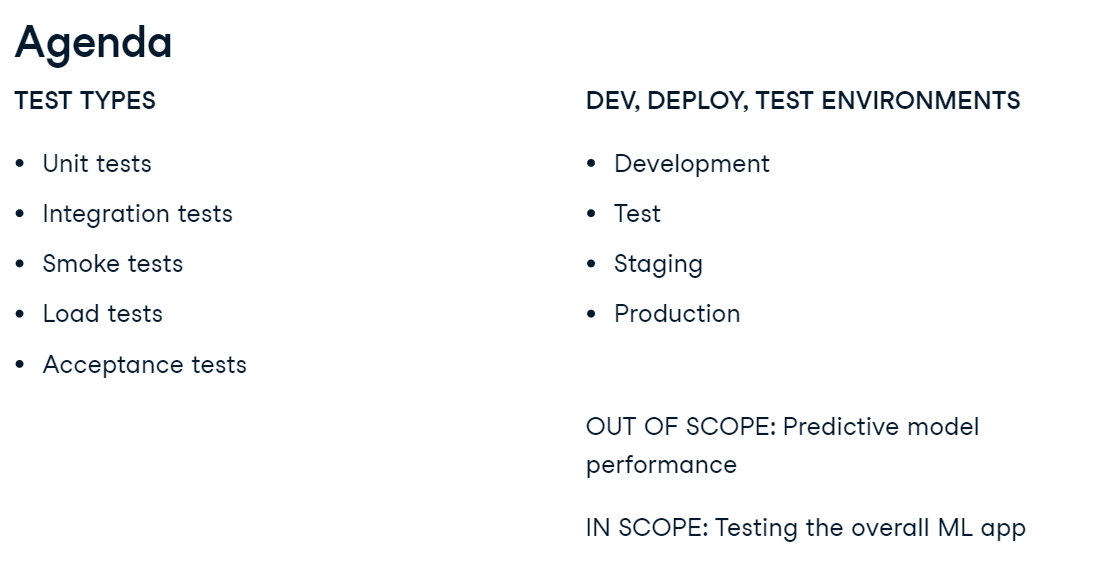 Agenda
TEST TYPES
• Unit tests
• Integration tests
• Smoke tests
• Load tests
• Acceptance tests
DEV, DEPLOY, TEST ENVIRONMENTS
• Development
• Test
• Staging
• Production
OUT OF SCOPE: Predictive model
performance
IN SCOPE: Testing the overall ML app